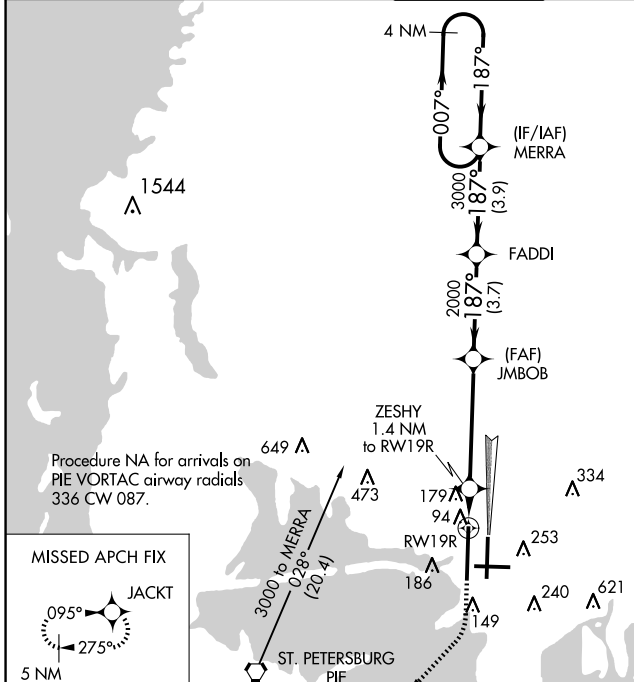 4 NM
187°
007°
(IF/IAF)
MERRA
3000
187°
(3.9)
1544
FADDI
2000
187°
(3.7)
(FAF)
JMBOB
ZESHY
1.4 NM
to RW19R
649
Procedure NA for arrivals on
PIE VORTAC airway radials
336 CW 087.
473
179
334
94
RW19R
253
3000 to MERRA
028°
(20.4)
186
MISSED APCH FIX
JACKT
095°
275°
5 NM
149
240
621
ST. PETERSBURG
PIE